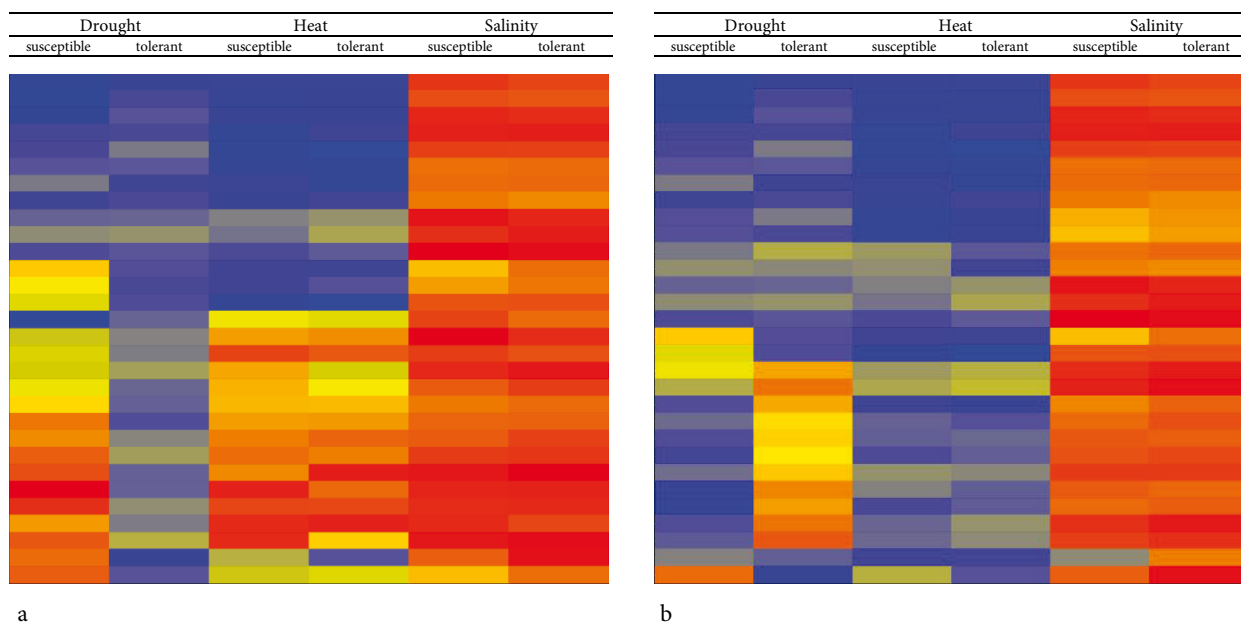 Drought Heat Salinity
susceptible tolerant susceptible tolerant susceptible tolerant
a
Drought Heat Salinity
susceptible tolerant susceptible tolerant susceptible tolerant
b